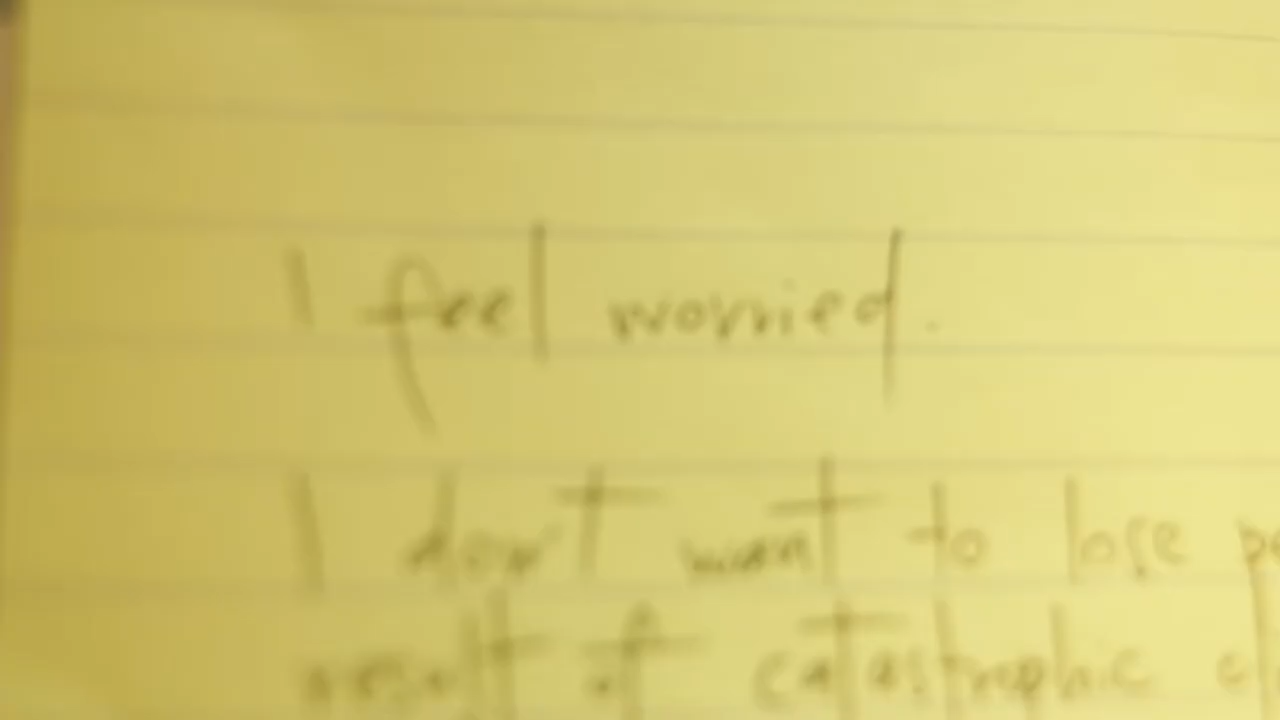 I feel worried.
I don't want to lose
result of catastrophic